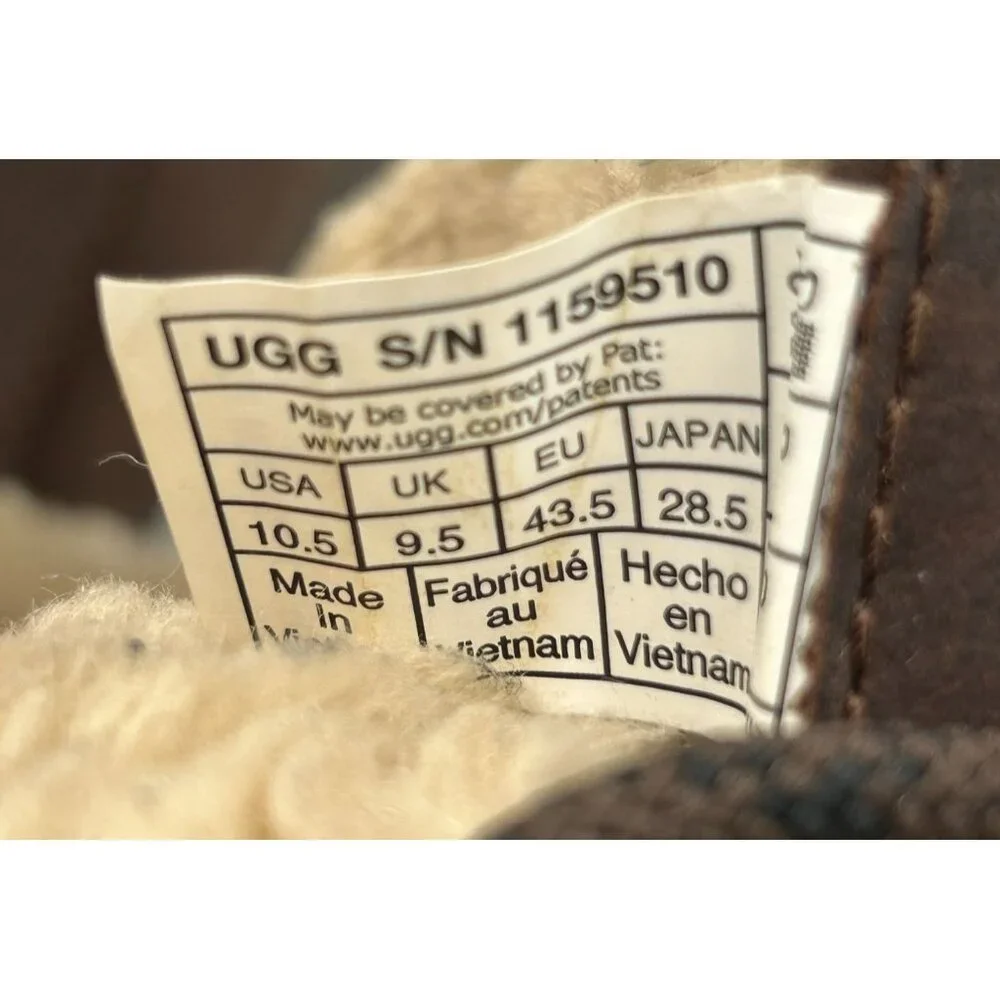 UGG S/N 1159510
May be covered by Pat:
www.ugg.com/patents
USA UK EU JAPAN
10.5 9.5 43.5 28.5
Made Fabriqué Hecho
in au en
Vietnam Vietnam